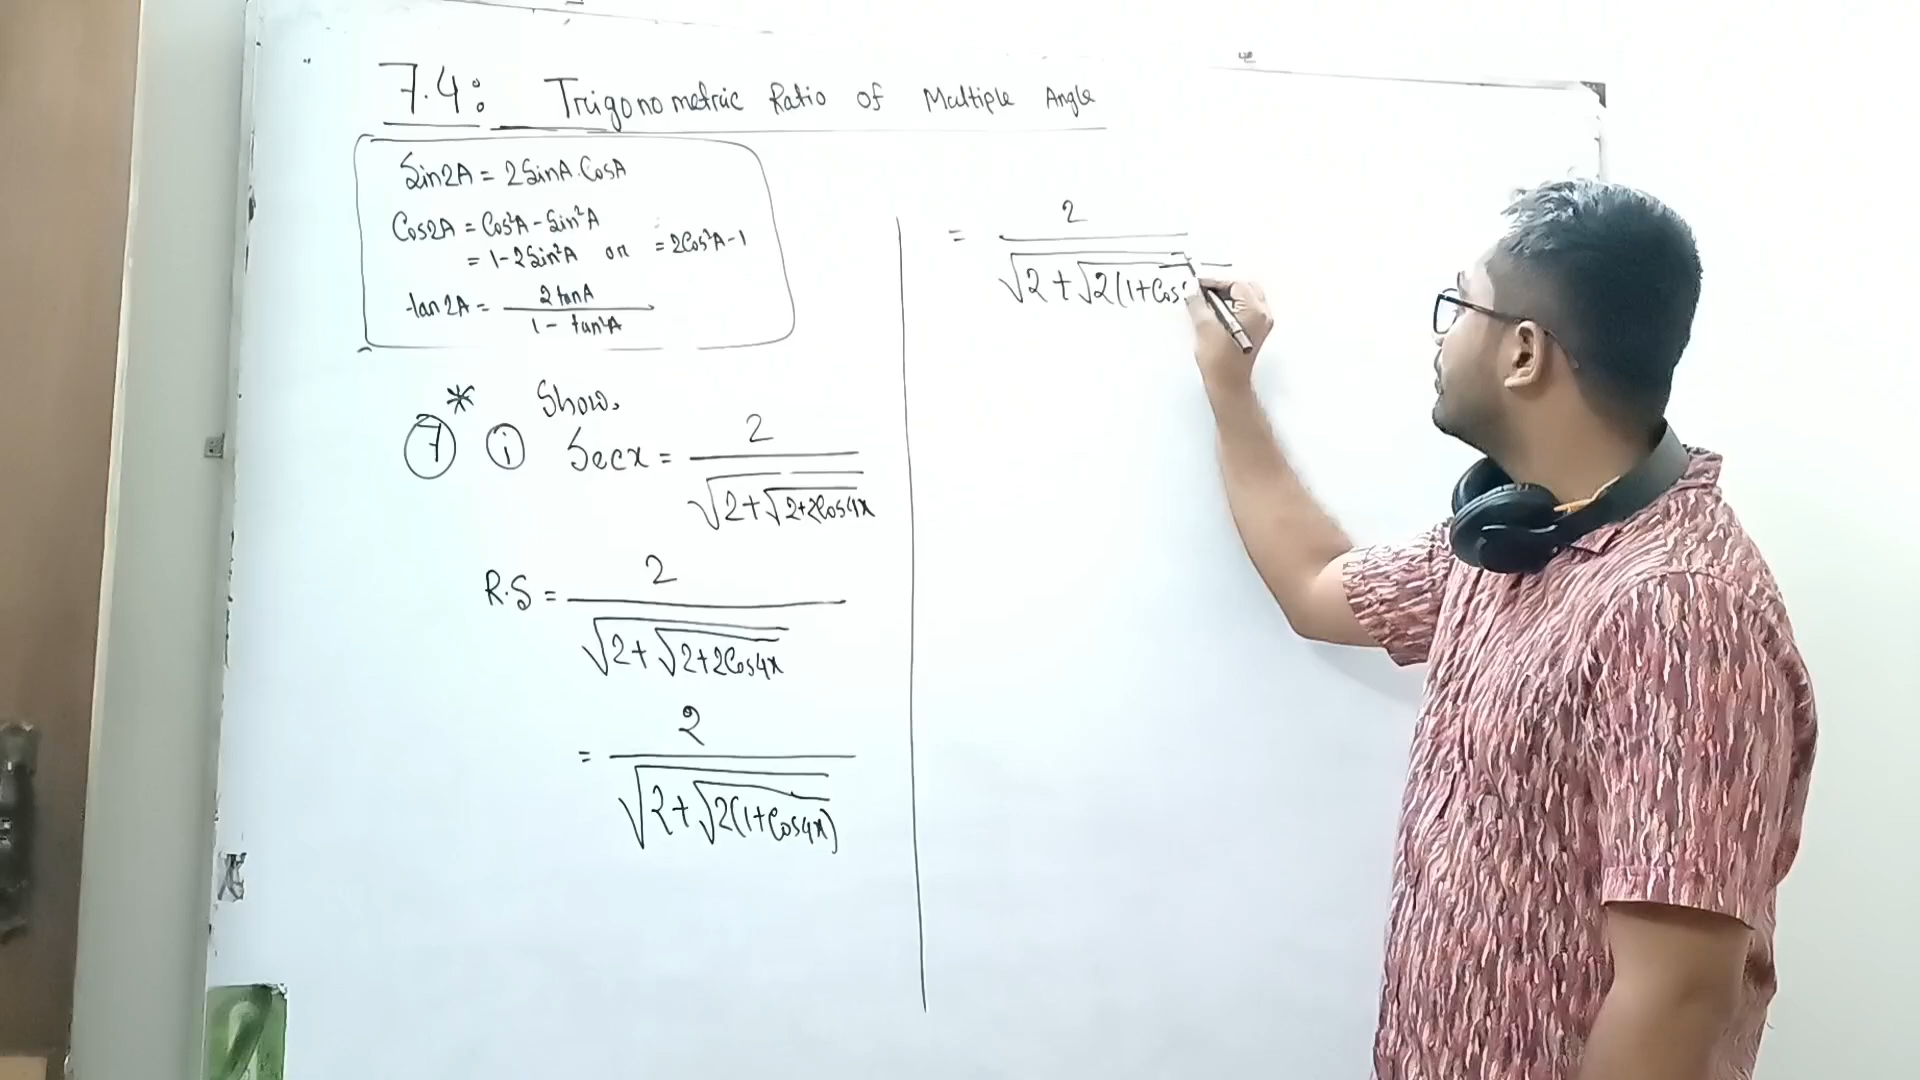 7.4: Trigonometric Ratio of Multiple Angle
Sin2A = 2SinA.CosA
Cos2A = Cos²A - Sin²A
= 1-2Sin²A or = 2Cos²A-1
tan2A = 2tanA / 1 - tan²A
* Show,
7 i Secx = 2 / √2+√2+2Cos4x
R.S = 2 / √2+√2+2Cos4x
= 2 / √2+√2(1+Cos4x)
= 2 / √2+√2(1+Cos